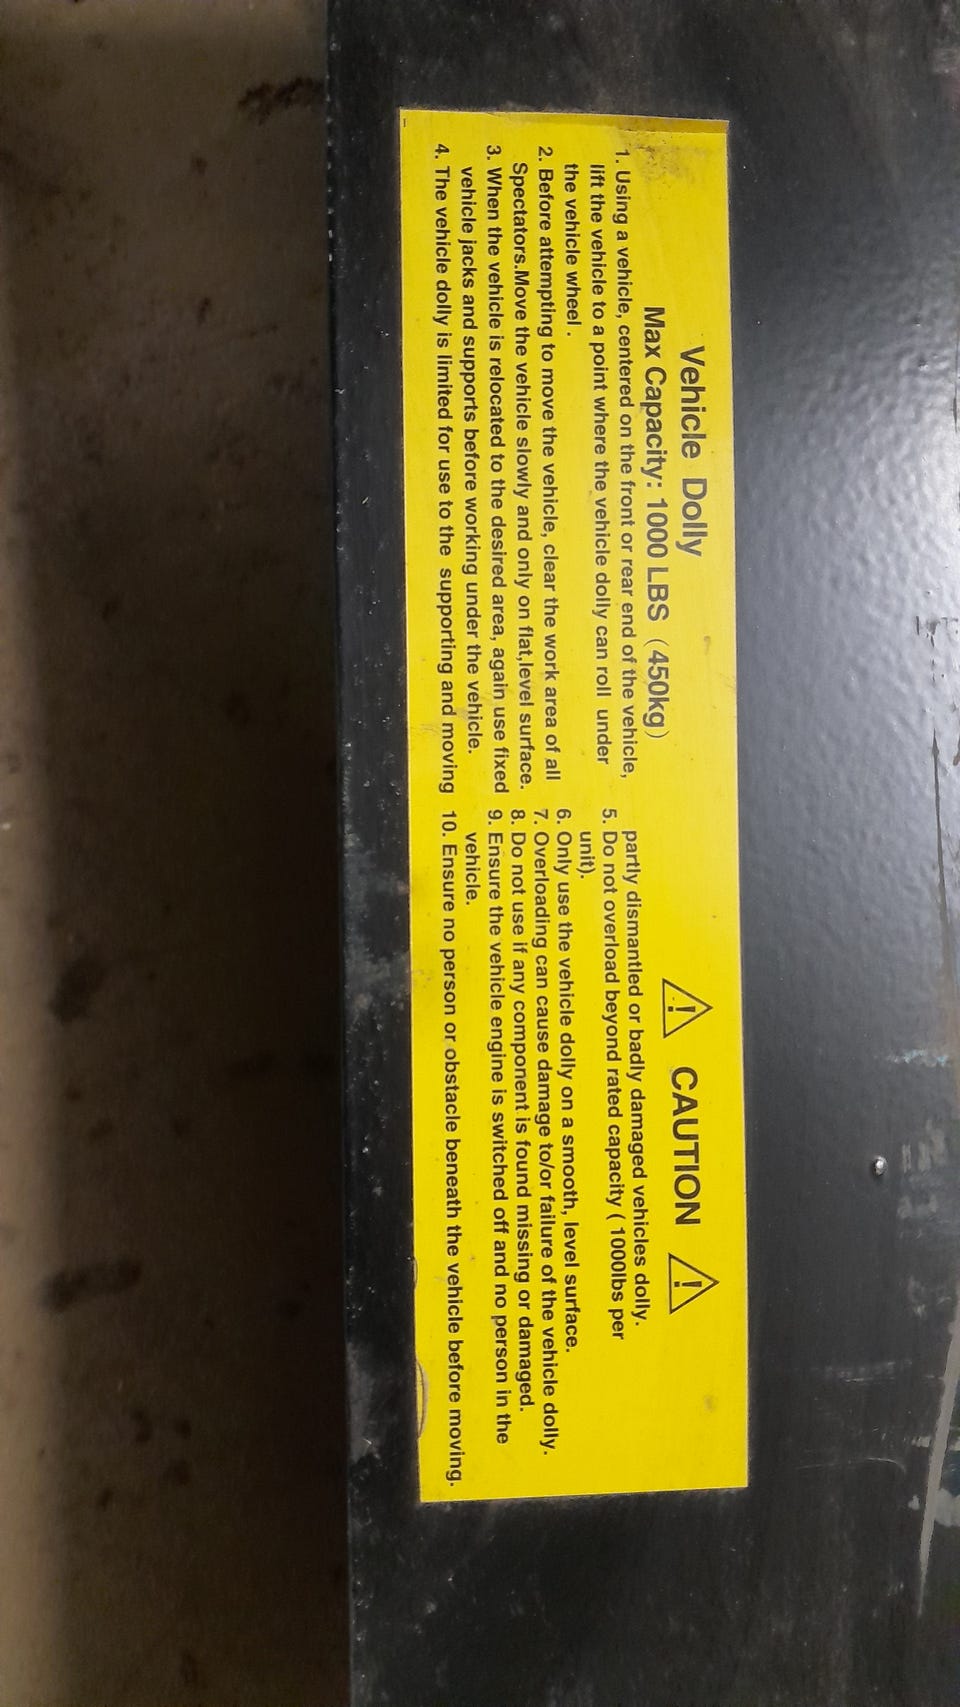 Vehicle Dolly
Max Capacity: 1000 LBS (450kg)
1. Using a vehicle, centered on the front or rear end of the vehicle,
lift the vehicle to a point where the vehicle dolly can roll under
the vehicle wheel .
2. Before attempting to move the vehicle, clear the work area of all
Spectators.Move the vehicle slowly and only on flat,level surface.
3. When the vehicle is relocated to the desired area, again use fixed
vehicle jacks and supports before working under the vehicle.
4. The vehicle dolly is limited for use to the supporting and moving
⚠ CAUTION ⚠
partly dismantled or badly damaged vehicles dolly.
5. Do not overload beyond rated capacity ( 1000lbs per
unit).
6. Only use the vehicle dolly on a smooth, level surface.
7. Overloading can cause damage to/or failure of the vehicle dolly.
8. Do not use if any component is found missing or damaged.
9. Ensure the vehicle engine is switched off and no person in the
vehicle.
10. Ensure no person or obstacle beneath the vehicle before moving.